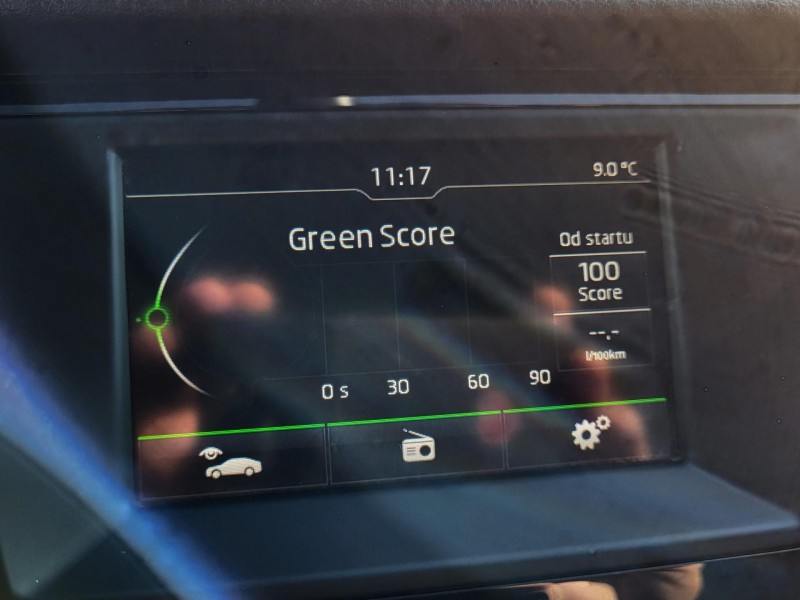 11:17
9.0°C
Green Score
Od startu
100
Score
--.-
l/100km
0 s 30 60 90